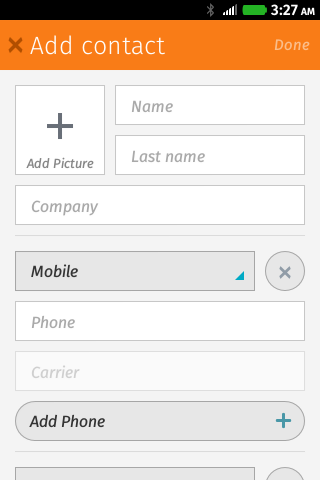 3:27 AM
Add contact
Done
Name
Add Picture
Last name
Company
Mobile
Phone
Carrier
Add Phone